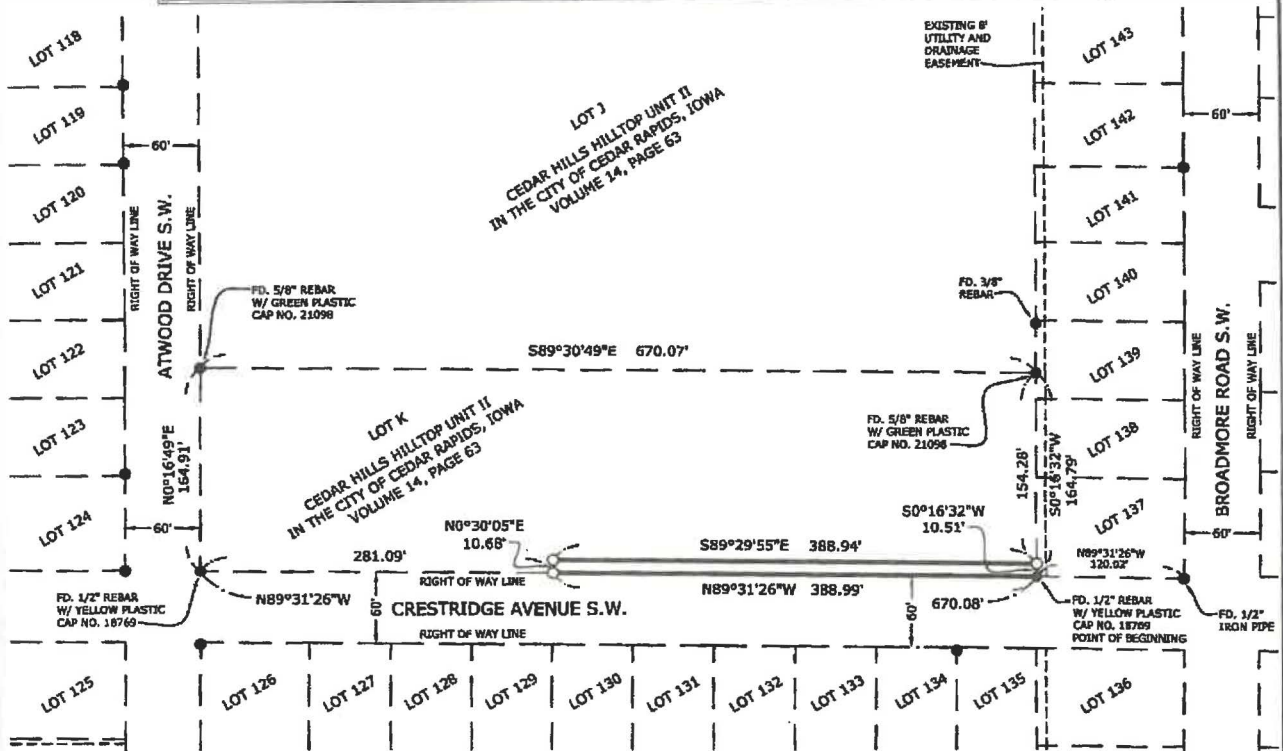 LOT 118
LOT 119
LOT 120
LOT 121
LOT 122
LOT 123
LOT 124
LOT 125
60'
RIGHT OF WAY LINE
ATWOOD DRIVE S.W.
RIGHT OF WAY LINE
N0°16'49"E
164.91'
60'
FD. 5/8" REBAR
W/ GREEN PLASTIC
CAP NO. 21098
LOT J
CEDAR HILLS HILLTOP UNIT II
IN THE CITY OF CEDAR RAPIDS, IOWA
VOLUME 14, PAGE 63
EXISTING 8'
UTILITY AND
DRAINAGE
EASEMENT
LOT 143
LOT 142
LOT 141
LOT 140
LOT 139
LOT 138
LOT 137
LOT 136
60'
RIGHT OF WAY LINE
BROADMORE ROAD S.W.
RIGHT OF WAY LINE
60'
FD. 3/8"
REBAR
S89°30'49"E 670.07'
FD. 5/8" REBAR
W/ GREEN PLASTIC
CAP NO. 21098
LOT K
CEDAR HILLS HILLTOP UNIT II
IN THE CITY OF CEDAR RAPIDS, IOWA
VOLUME 14, PAGE 63
154.28'
S0°16'32"W
164.79'
S0°16'32"W
10.51'
N0°30'05"E
10.68'
S89°29'55"E 388.94'
N89°31'26"W
120.02'
281.09'
RIGHT OF WAY LINE
N89°31'26"W 388.99'
FD. 1/2" REBAR
W/ YELLOW PLASTIC
CAP NO. 18769
N89°31'26"W
60'
CRESTRIDGE AVENUE S.W.
RIGHT OF WAY LINE
60'
670.08'
FD. 1/2" REBAR
W/ YELLOW PLASTIC
CAP NO. 18769
POINT OF BEGINNING
FD. 1/2"
IRON PIPE
LOT 126
LOT 127
LOT 128
LOT 129
LOT 130
LOT 131
LOT 132
LOT 133
LOT 134
LOT 135